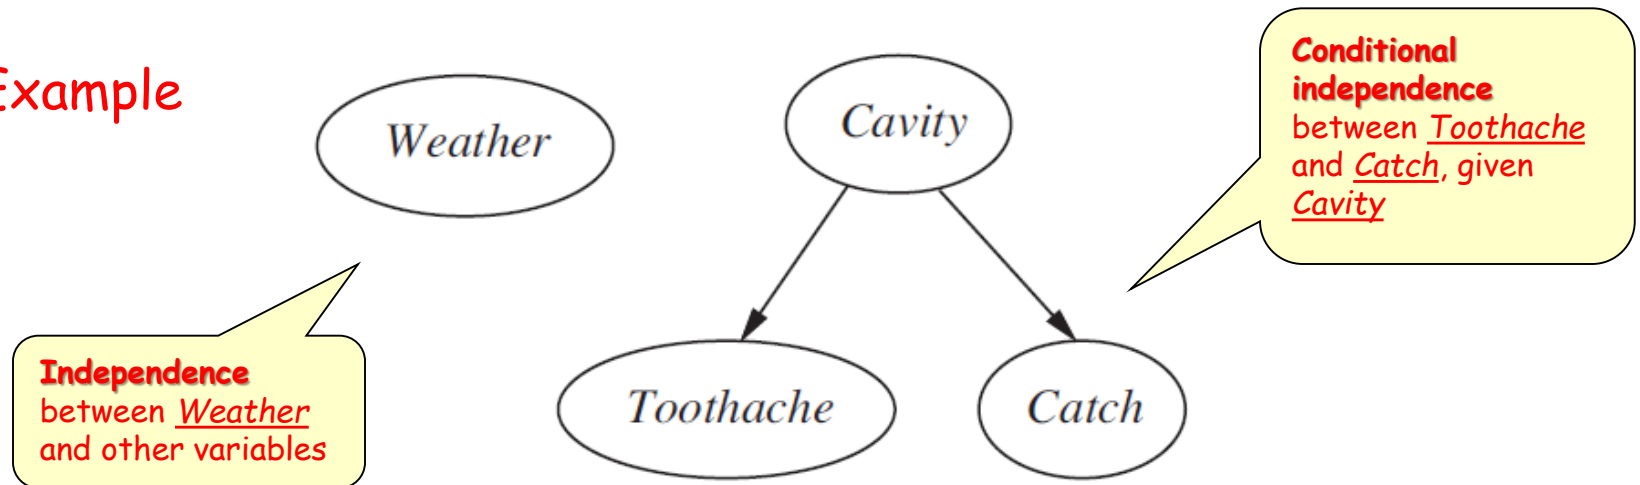 Example
Weather
Cavity
Conditional
independence
between Toothache
and Catch, given
Cavity
Independence
between Weather
and other variables
Toothache
Catch